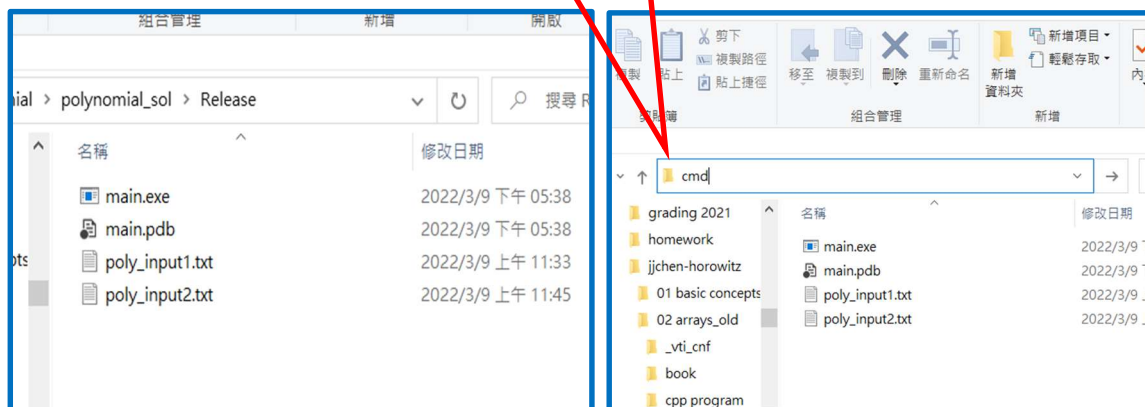 組合管理 新增 開啟
polynomial_sol > Release
搜尋 R
名稱 修改日期
main.exe 2022/3/9 下午 05:38
main.pdb 2022/3/9 下午 05:38
poly_input1.txt 2022/3/9 上午 11:33
poly_input2.txt 2022/3/9 上午 11:45
剪下
複製路徑
貼上捷徑
複製 貼上
移至 複製到 刪除 重新命名
新增
資料夾
新增項目
輕鬆存取
內
剪貼簿 組合管理 新增
cmd
grading 2021
homework
jjchen-horowitz
01 basic concepts
02 arrays_old
_vti_cnf
book
cpp program
名稱 修改日期
main.exe 2022/3/9
main.pdb 2022/3/9
poly_input1.txt 2022/3/9
poly_input2.txt 2022/3/9